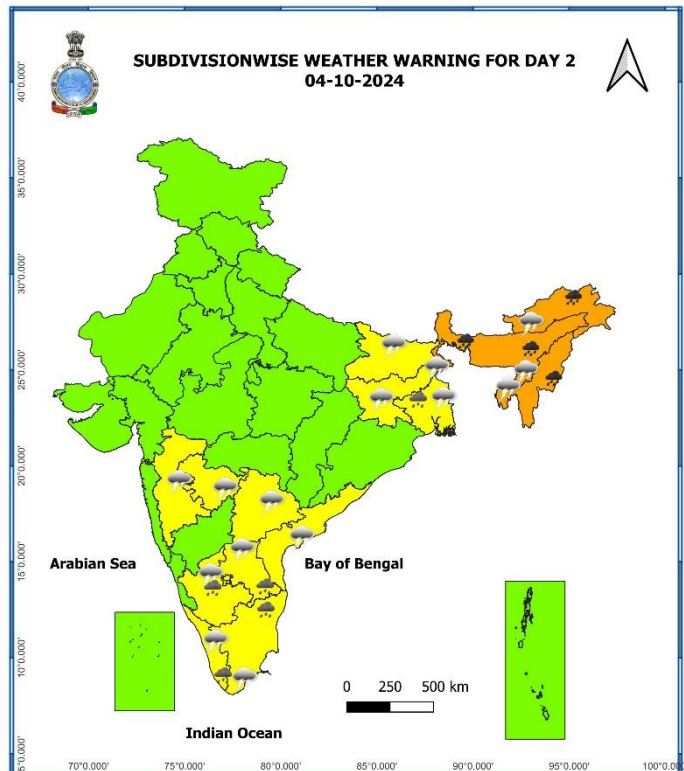 SUBDIVISIONWISE WEATHER WARNING FOR DAY 2
04-10-2024
40°0.000'
35°0.000'
30°0.000'
25°0.000'
20°0.000'
15°0.000'
10°0.000'
5°0.000'
Arabian Sea
Bay of Bengal
0 250 500 km
Indian Ocean
70°0.000' 75°0.000' 80°0.000' 85°0.000' 90°0.000' 95°0.000' 100°0.000'